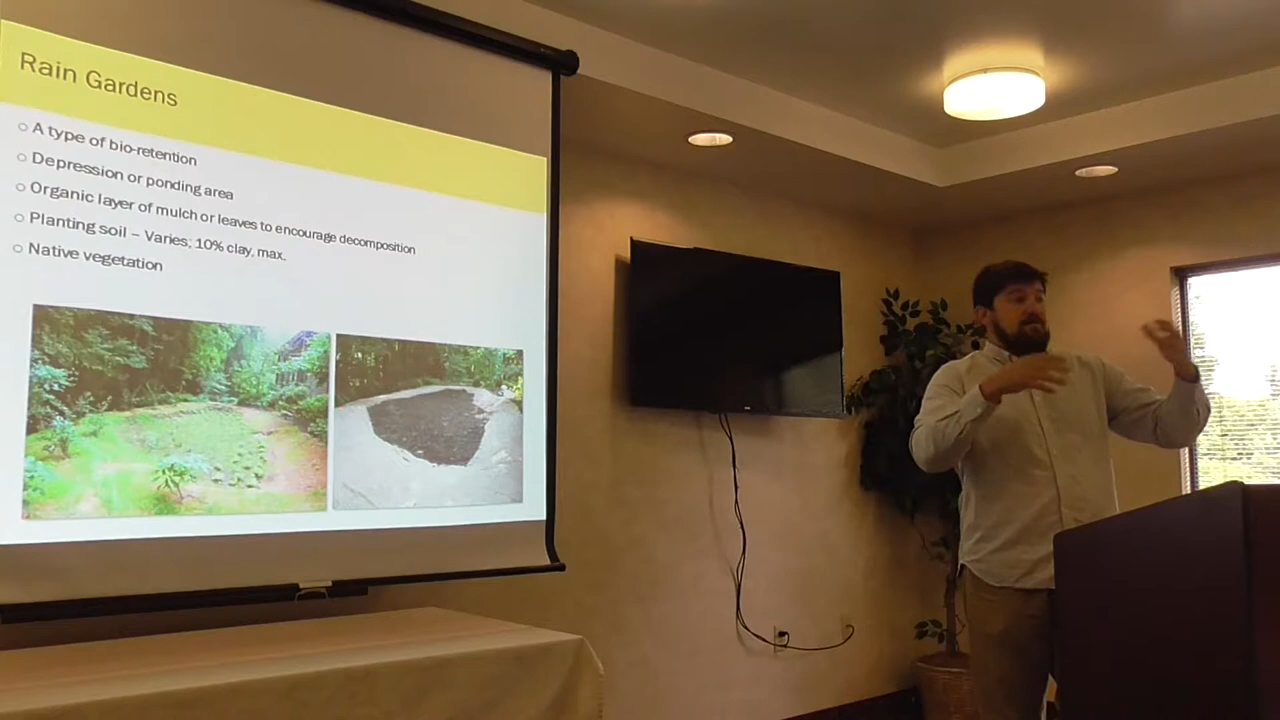 Rain Gardens
○ A type of bio-retention
○ Depression or ponding area
○ Organic layer of mulch or leaves to encourage decomposition
○ Planting soil – Varies; 10% clay, max.
○ Native vegetation